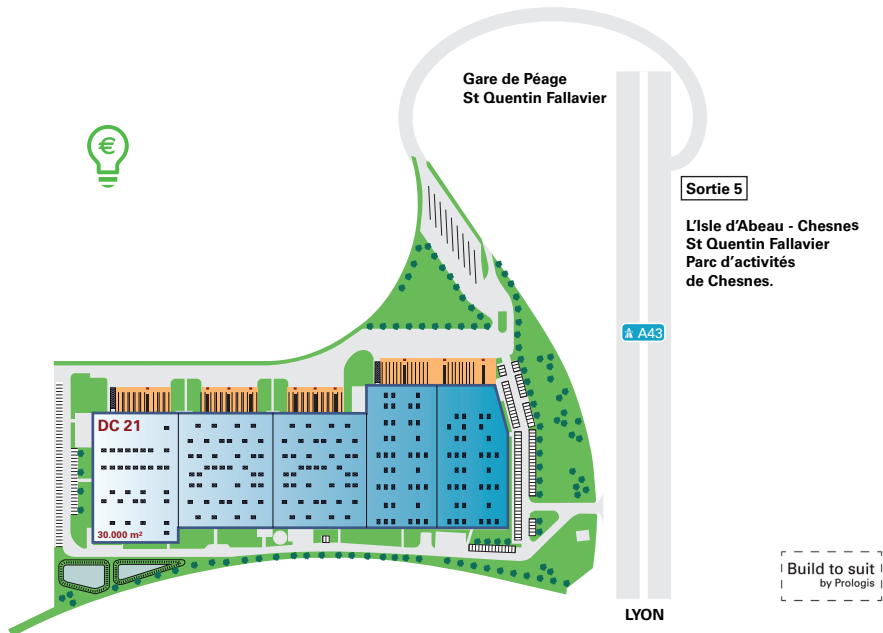 Gare de Péage
St Quentin Fallavier
€
Sortie 5
L'Isle d'Abeau - Chesnes
St Quentin Fallavier
Parc d'activités
de Chesnes.
A43
DC 21
30.000 m²
Build to suit
by Prologis
LYON